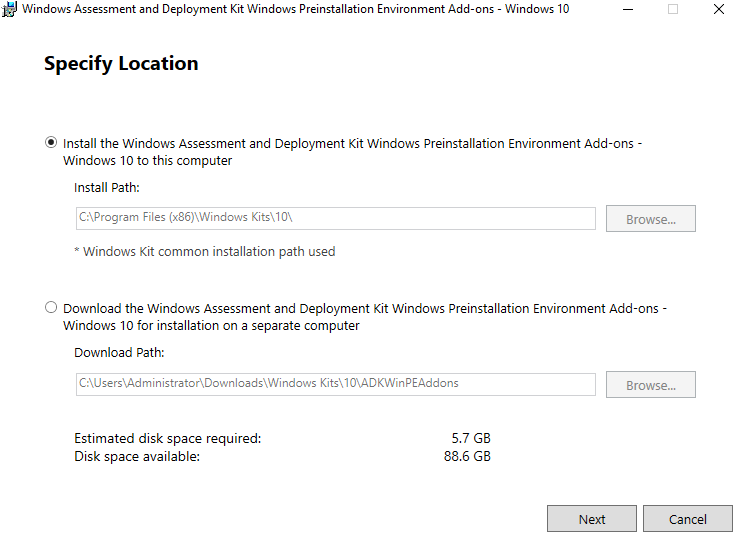 Windows Assessment and Deployment Kit Windows Preinstallation Environment Add-ons - Windows 10
Specify Location
Install the Windows Assessment and Deployment Kit Windows Preinstallation Environment Add-ons -
Windows 10 to this computer
Install Path:
C:\Program Files (x86)\Windows Kits\10\
Browse...
* Windows Kit common installation path used
Download the Windows Assessment and Deployment Kit Windows Preinstallation Environment Add-ons -
Windows 10 for installation on a separate computer
Download Path:
C:\Users\Administrator\Downloads\Windows Kits\10\ADKWinPEAddons
Browse...
Estimated disk space required: 5.7 GB
Disk space available: 88.6 GB
Next Cancel